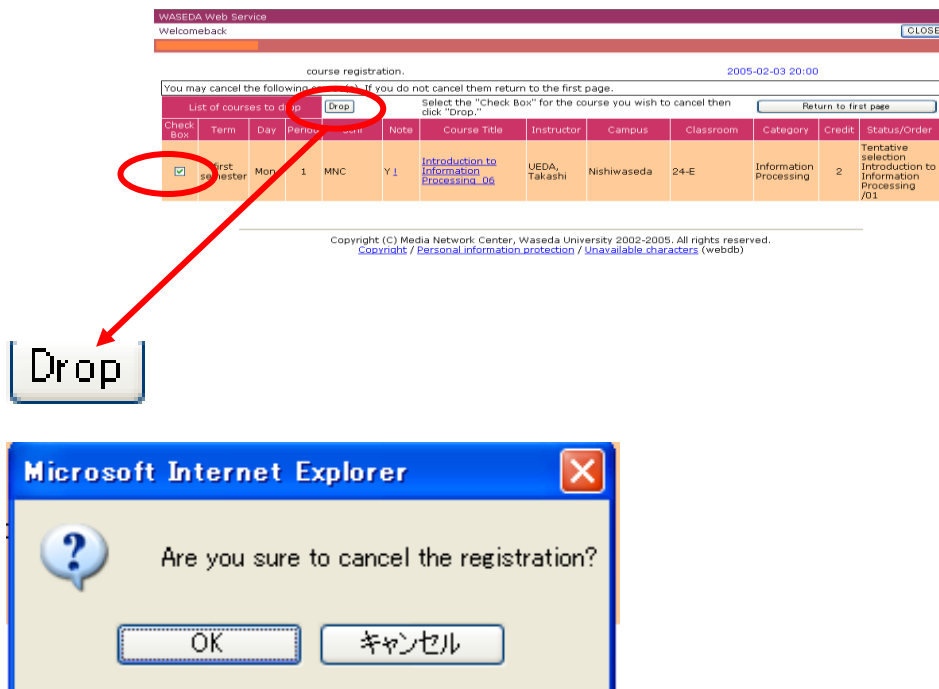 WASEDA Web Service
Welcomeback
CLOSE
course registration.
2005-02-03 20:00
You may cancel the following If you do not cancel them return to the first page.
List of courses to drop
Drop
Select the "Check Box" for the course you wish to cancel then
click "Drop."
Return to first page
Check Box Term Day Period Note Course Title Instructor Campus Classroom Category Credit Status/Order
first semester Mon 1 MNC Y ! Introduction to Information Processing 06 UEDA, Takashi Nishiwaseda 24-E Information Processing 2 Tentative selection Introduction to Information Processing /01
Copyright (C) Media Network Center, Waseda University 2002-2005. All rights reserved.
Copyright / Personal information protection / Unavailable characters (webdb)
Drop
Microsoft Internet Explorer
Are you sure to cancel the registration?
OK
キャンセル